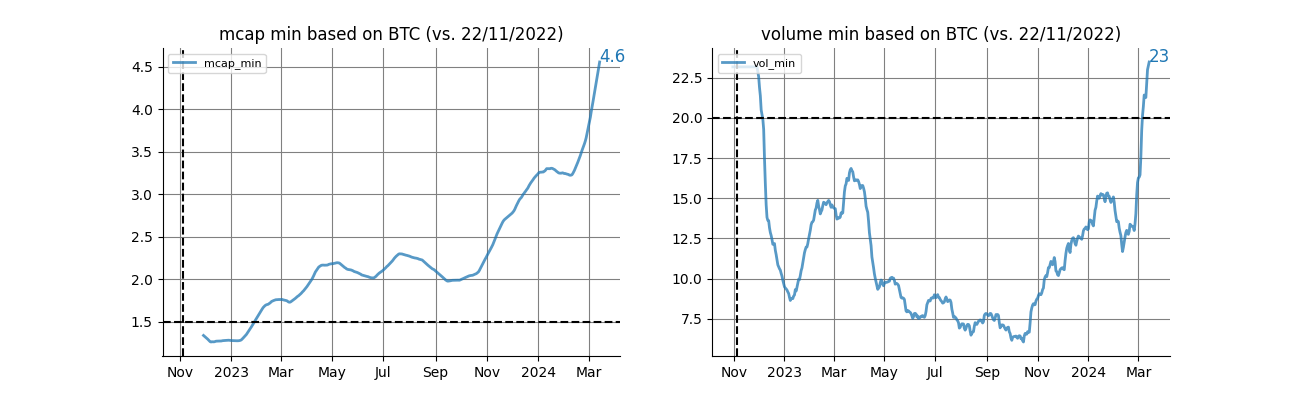 mcap min based on BTC (vs. 22/11/2022)
4.6
mcap_min
4.5
4.0
3.5
3.0
2.5
2.0
1.5
Nov 2023 Mar May Jul Sep Nov 2024 Mar
volume min based on BTC (vs. 22/11/2022)
23
vol_min
22.5
20.0
17.5
15.0
12.5
10.0
7.5
Nov 2023 Mar May Jul Sep Nov 2024 Mar